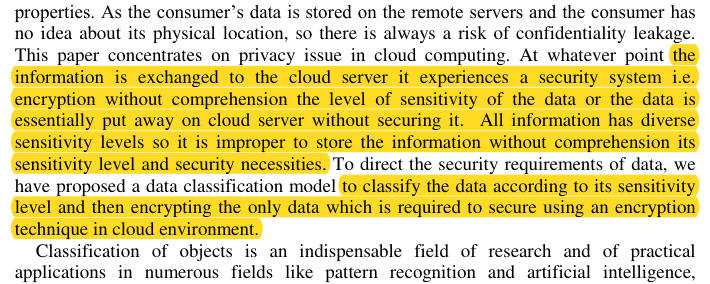 properties. As the consumer's data is stored on the remote servers and the consumer has
no idea about its physical location, so there is always a risk of confidentiality leakage.
This paper concentrates on privacy issue in cloud computing. At whatever point the
information is exchanged to the cloud server it experiences a security system i.e.
encryption without comprehension the level of sensitivity of the data or the data is
essentially put away on cloud server without securing it. All information has diverse
sensitivity levels so it is improper to store the information without comprehension its
sensitivity level and security necessities. To direct the security requirements of data, we
have proposed a data classification model to classify the data according to its sensitivity
level and then encrypting the only data which is required to secure using an encryption
technique in cloud environment.
Classification of objects is an indispensable field of research and of practical
applications in numerous fields like pattern recognition and artificial intelligence,